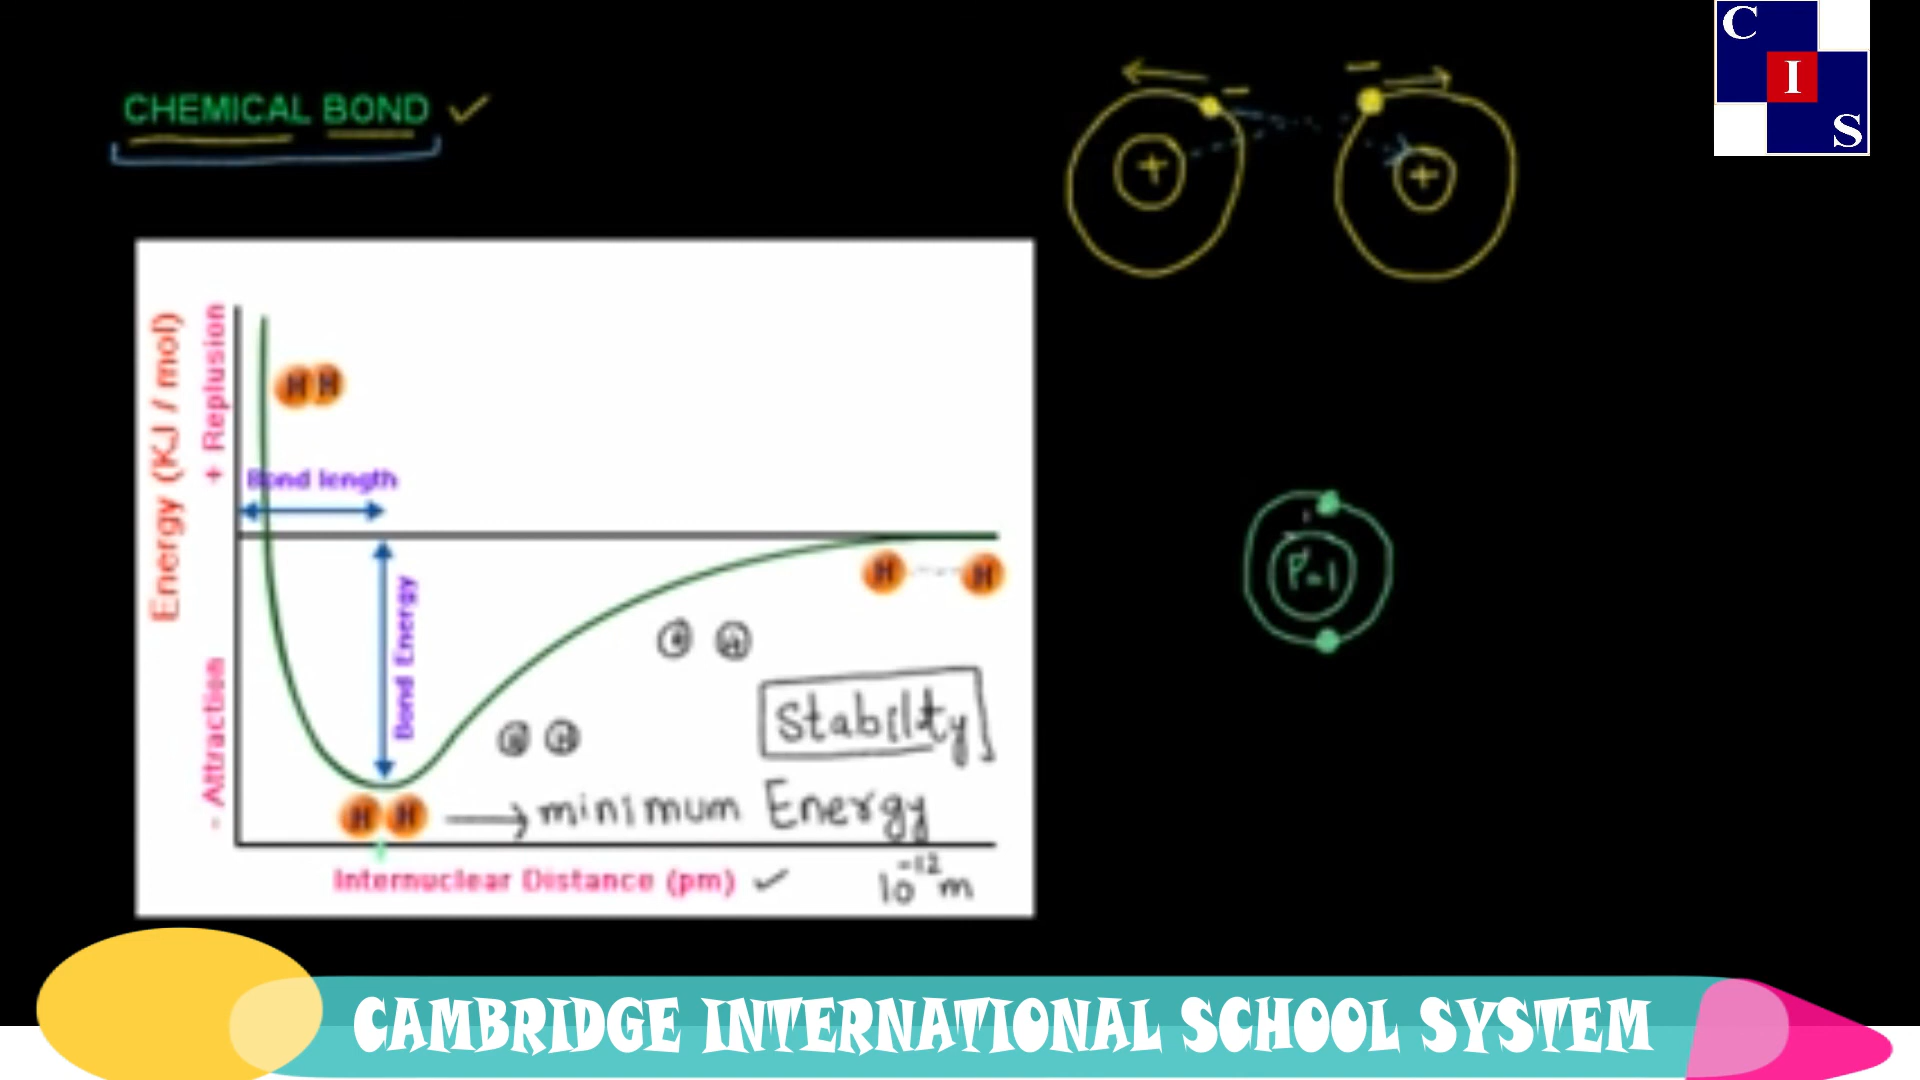 C
I
S
CHEMICAL BOND
+
+
Energy (KJ / mol)
+ Replusion
- Attraction
H H
Bond length
Bond Energy
H H
H
Stability
P=1
H H → minimum Energy
Internuclear Distance (pm)
10⁻¹² m
CAMBRIDGE INTERNATIONAL SCHOOL SYSTEM